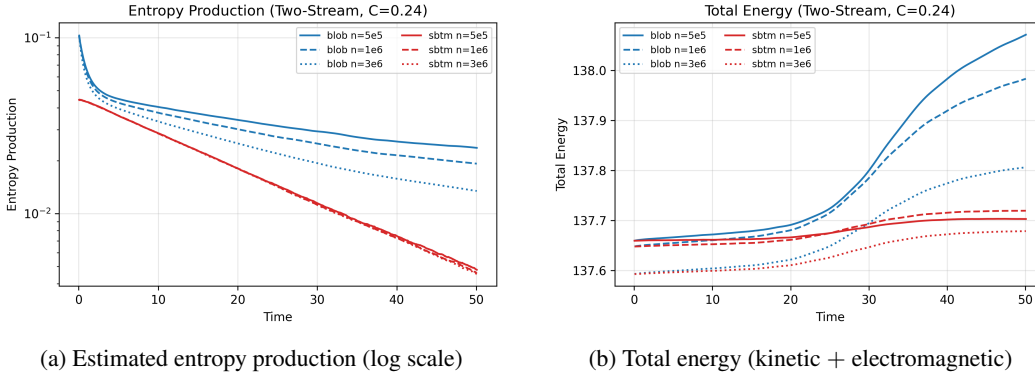 Entropy Production (Two-Stream, C=0.24)
blob n=5e5
blob n=1e6
blob n=3e6
sbtm n=5e5
sbtm n=1e6
sbtm n=3e6
Entropy Production
10⁻¹
10⁻²
0 10 20 30 40 50
Time
(a) Estimated entropy production (log scale)
Total Energy (Two-Stream, C=0.24)
blob n=5e5
blob n=1e6
blob n=3e6
sbtm n=5e5
sbtm n=1e6
sbtm n=3e6
Total Energy
138.0
137.9
137.8
137.7
137.6
0 10 20 30 40 50
Time
(b) Total energy (kinetic + electromagnetic)